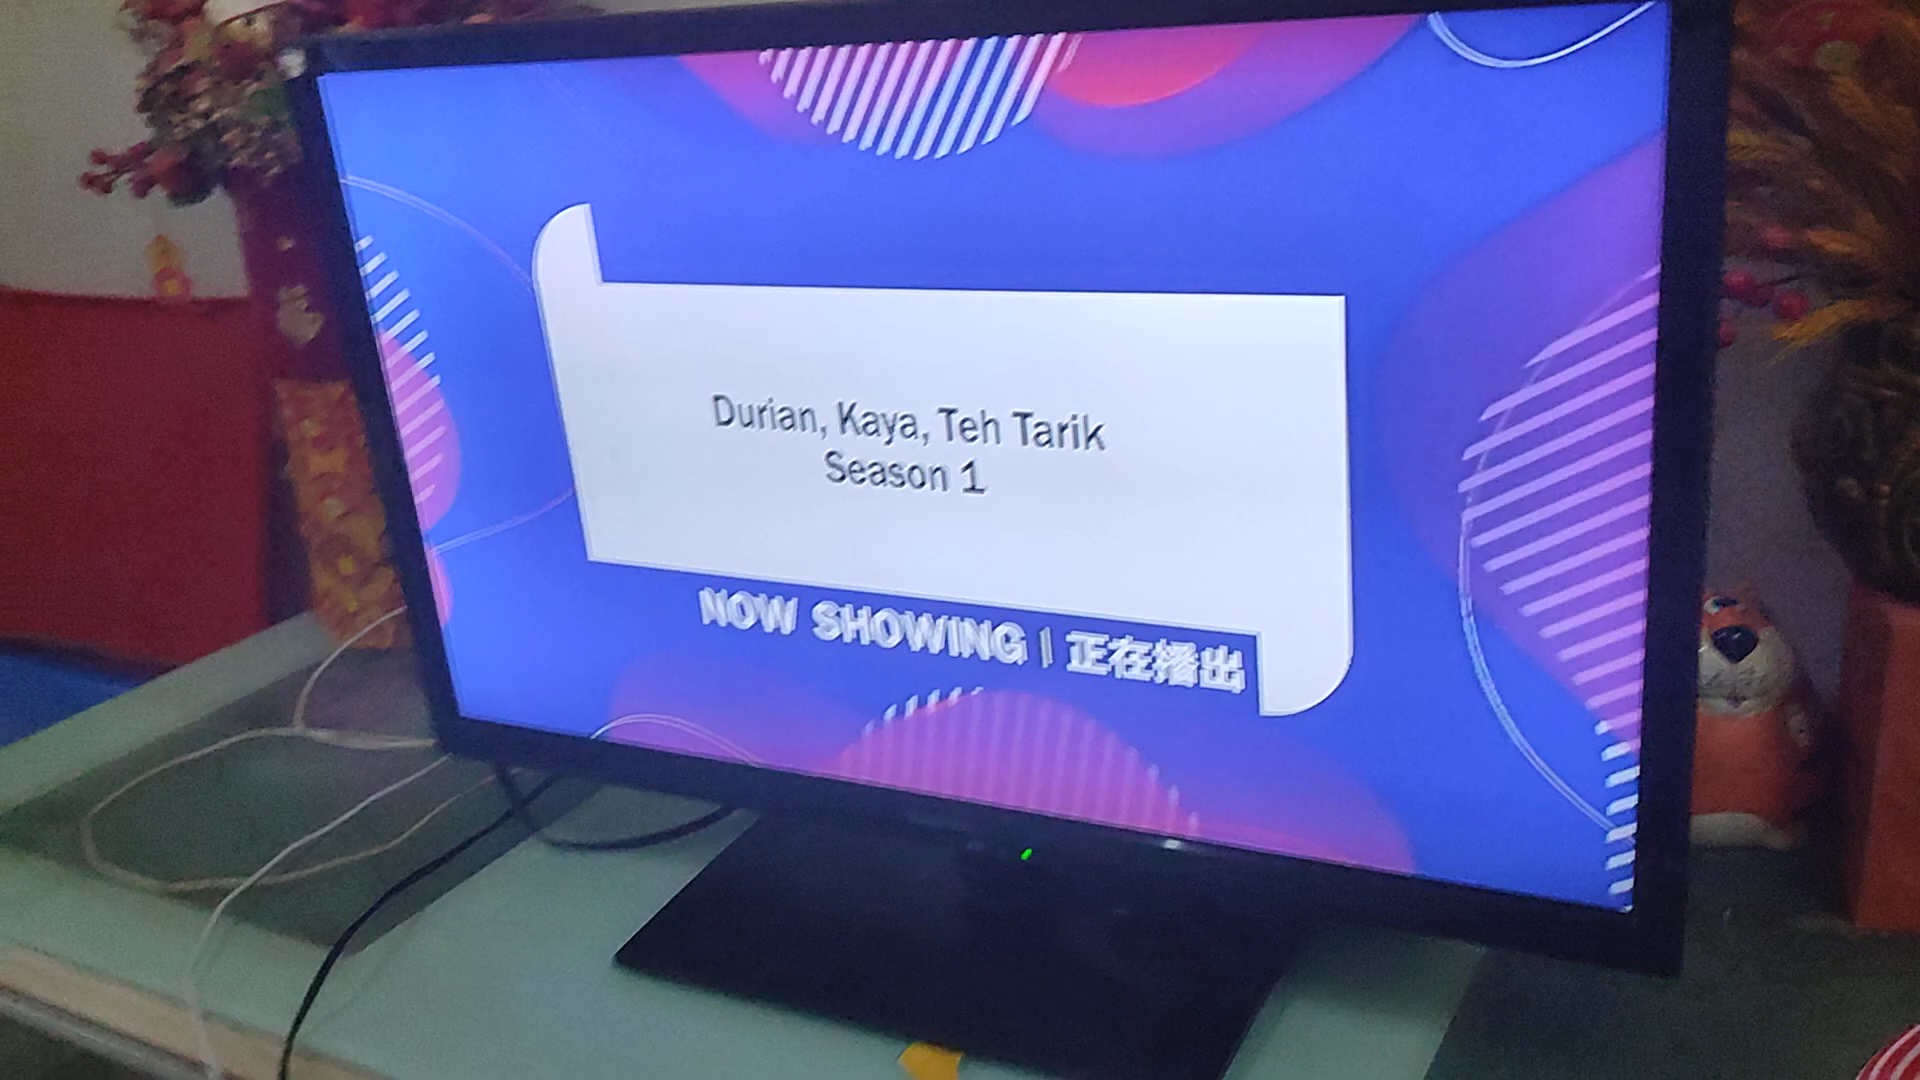 Durian, Kaya, Teh Tarik
Season 1
NOW SHOWING | 正在播出